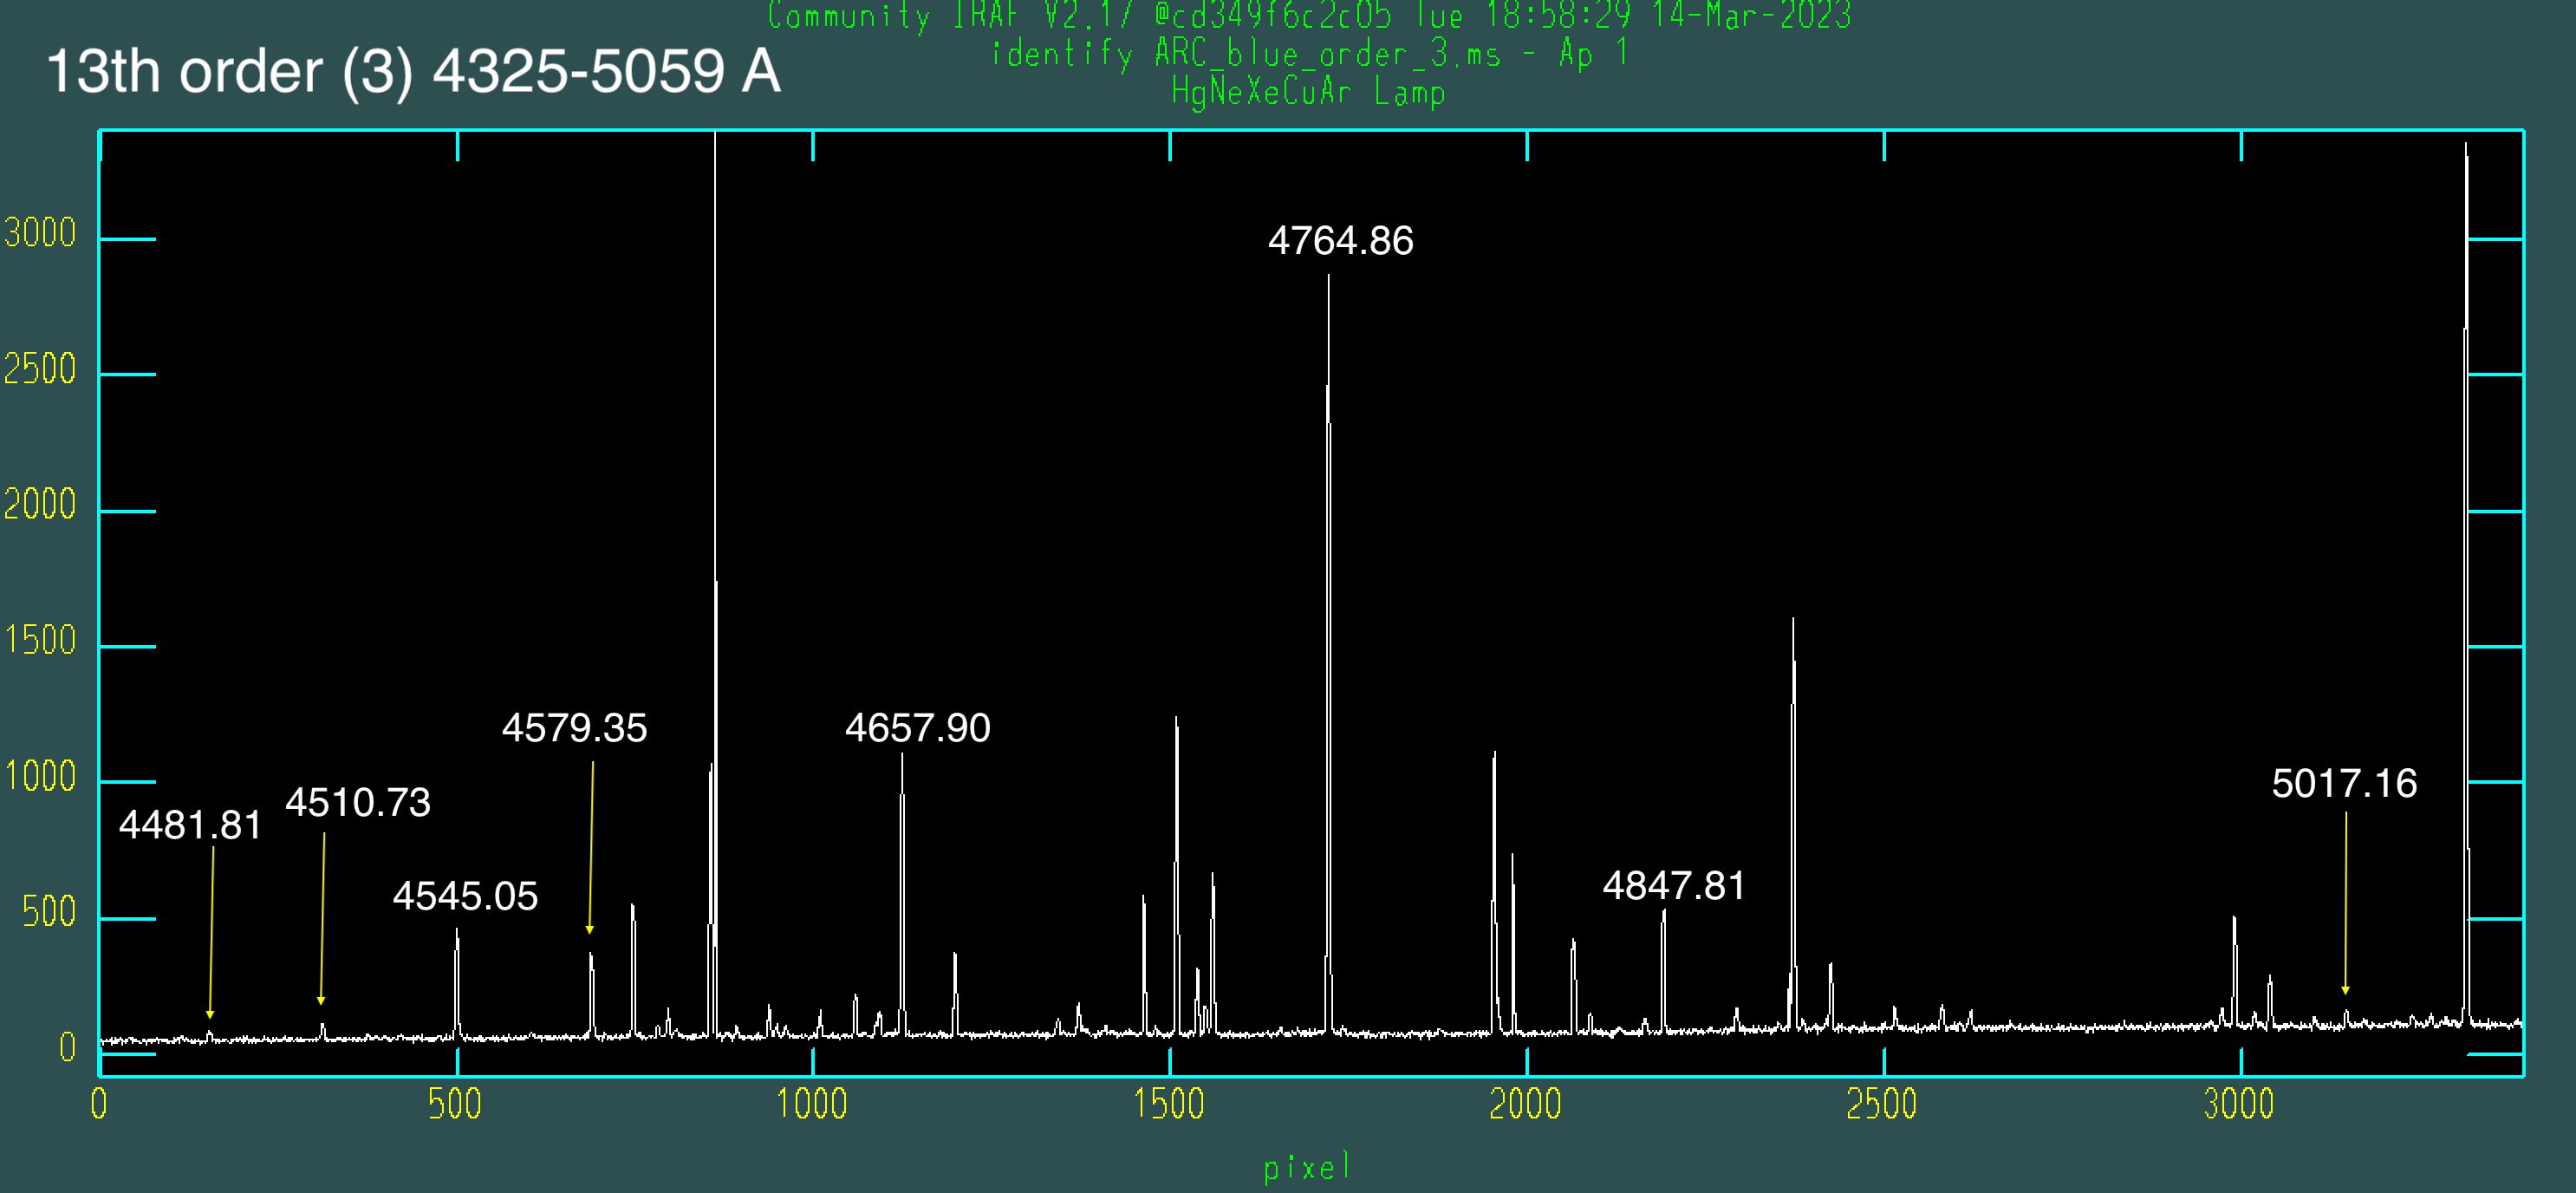 Community IRAF V2.17 @cd349f6c2c05 Tue 18:58:29 14-Mar-2023
identify ARC_blue_order_3.ms - Ap 1
HgNeXeCuAr Lamp
13th order (3) 4325-5059 A
4764.86
4579.35
4657.90
4481.81
4510.73
4545.05
4847.81
5017.16
3000
2500
2000
1500
1000
500
0
0 500 1000 1500 2000 2500 3000
pixel